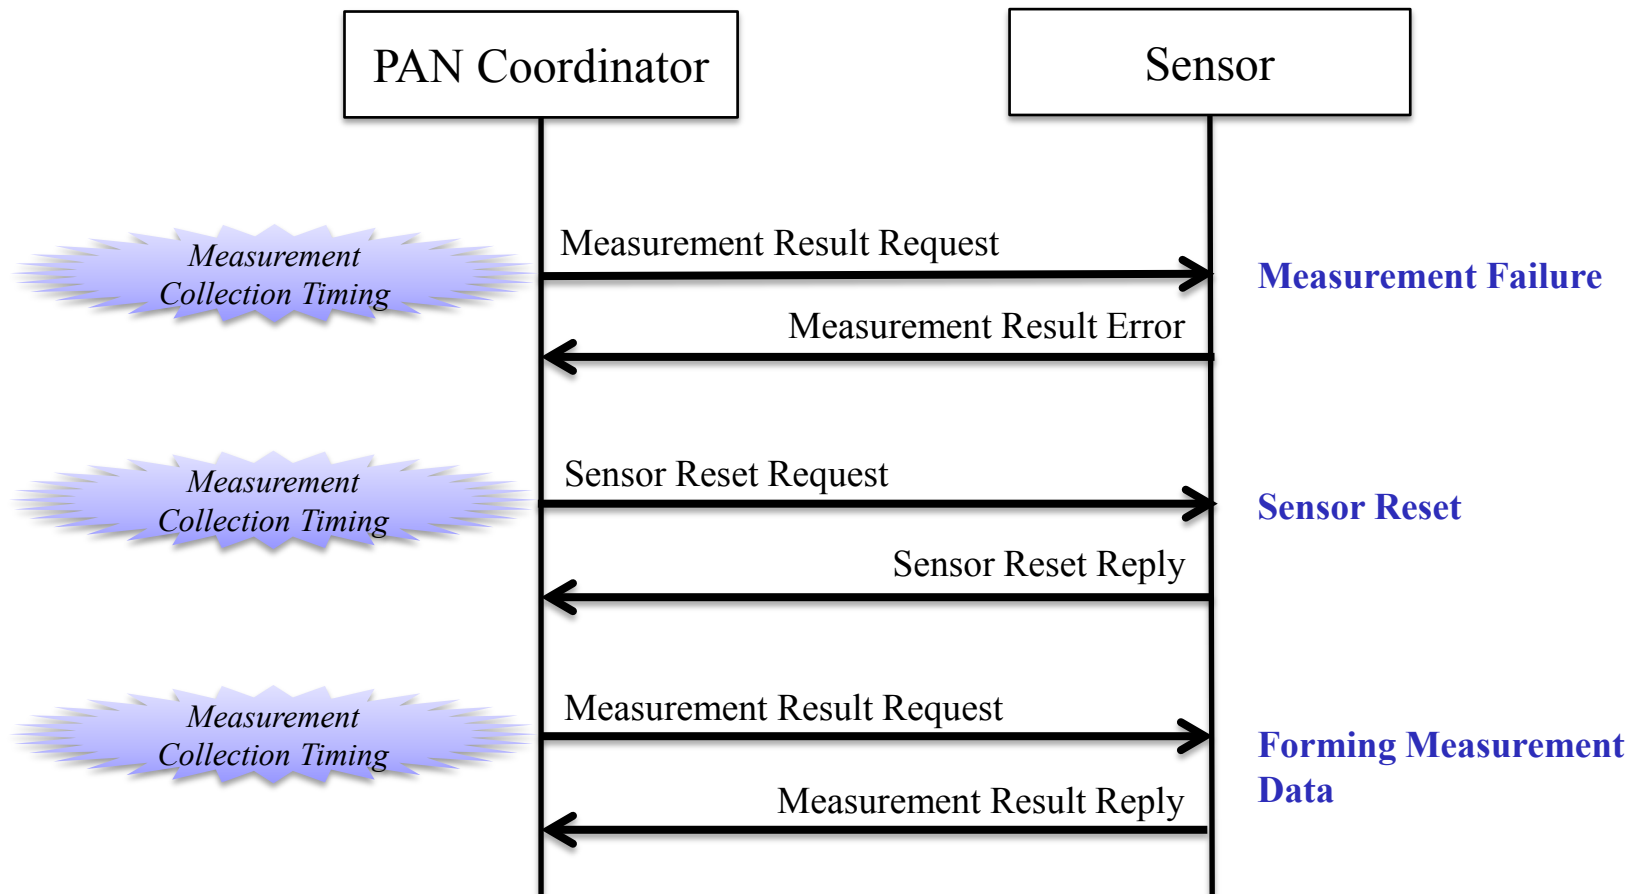 PAN Coordinator
Sensor
Measurement Result Request
Measurement
Collection Timing
Measurement Failure
Measurement Result Error
Sensor Reset Request
Measurement
Collection Timing
Sensor Reset
Sensor Reset Reply
Measurement Result Request
Measurement
Collection Timing
Forming Measurement
Data
Measurement Result Reply